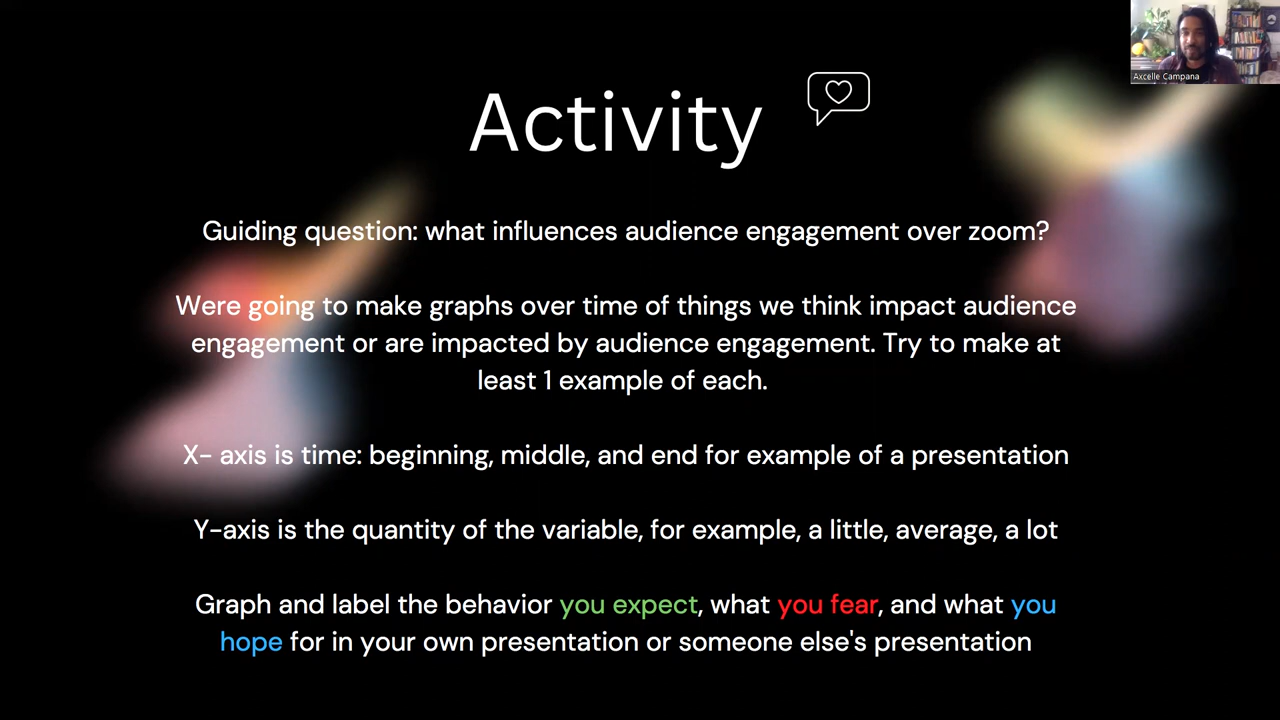 Axcelle Campana
Activity
Guiding question: what influences audience engagement over zoom?
Were going to make graphs over time of things we think impact audience
engagement or are impacted by audience engagement. Try to make at
least 1 example of each.
X- axis is time: beginning, middle, and end for example of a presentation
Y-axis is the quantity of the variable, for example, a little, average, a lot
Graph and label the behavior you expect, what you fear, and what you
hope for in your own presentation or someone else's presentation